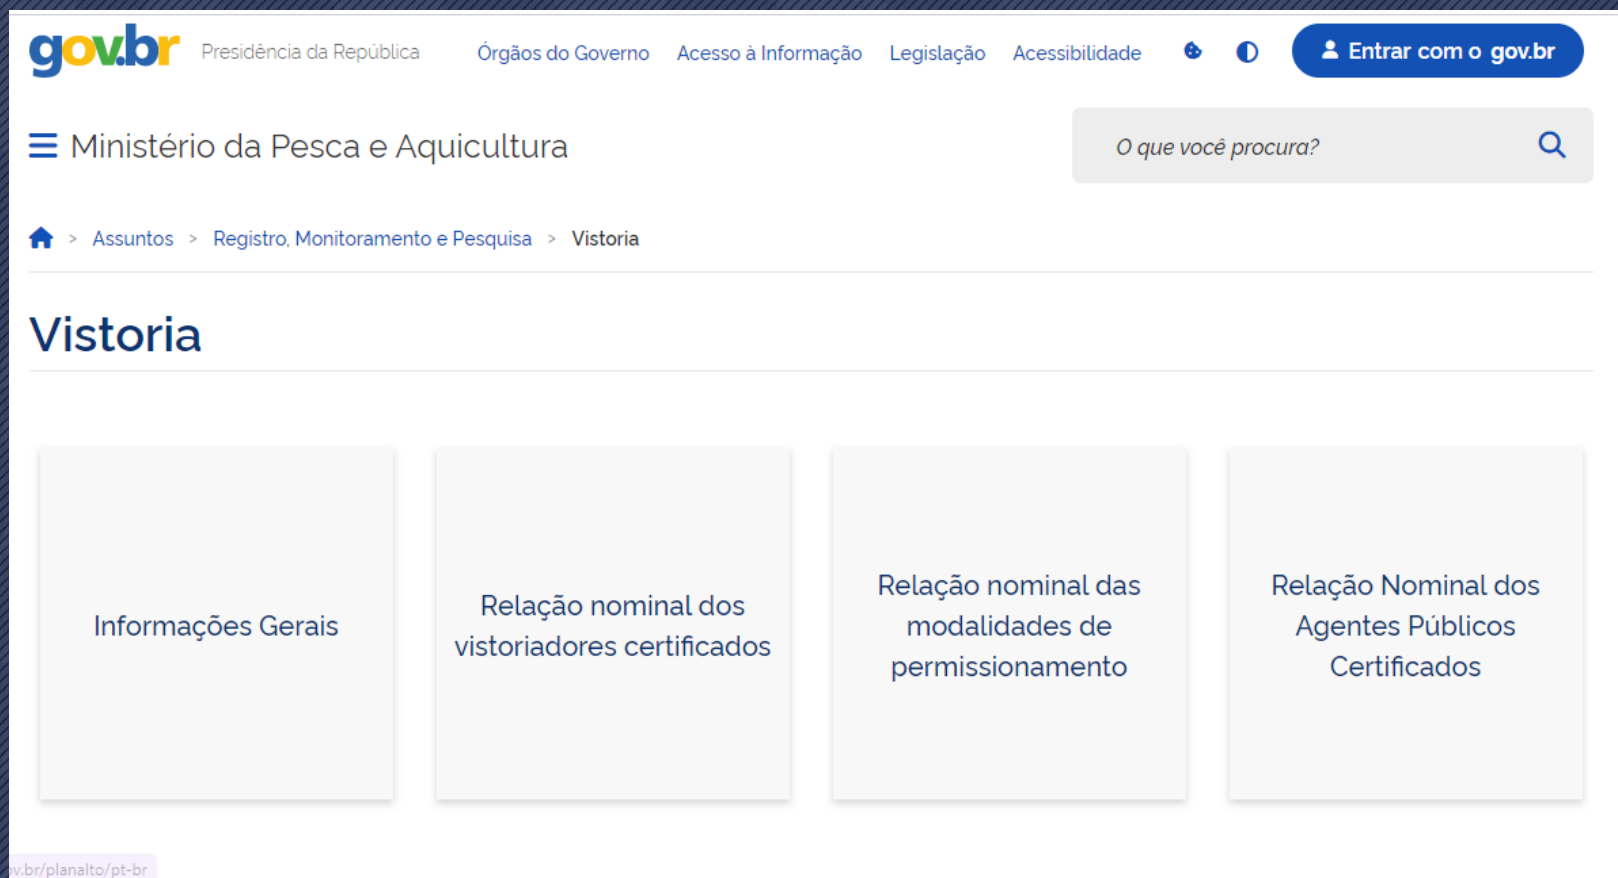 gov.br Presidência da República Órgãos do Governo Acesso à Informação Legislação Acessibilidade Entrar com o gov.br
Ministério da Pesca e Aquicultura O que você procura?
> Assuntos > Registro, Monitoramento e Pesquisa > Vistoria
Vistoria
Informações Gerais
Relação nominal dos
vistoriadores certificados
Relação nominal das
modalidades de
permissionamento
Relação Nominal dos
Agentes Públicos
Certificados
ov.br/planalto/pt-br